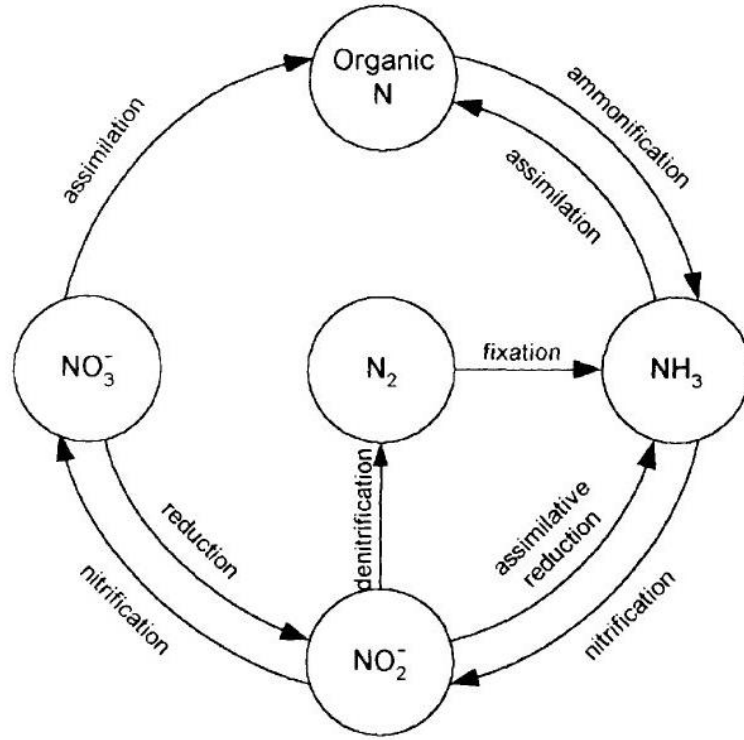 Organic
N
ammonification
assimilation
assimilation
NO₃⁻
N₂
fixation
NH₃
reduction
nitrification
denitrification
assimilative
reduction
nitrification
NO₂⁻